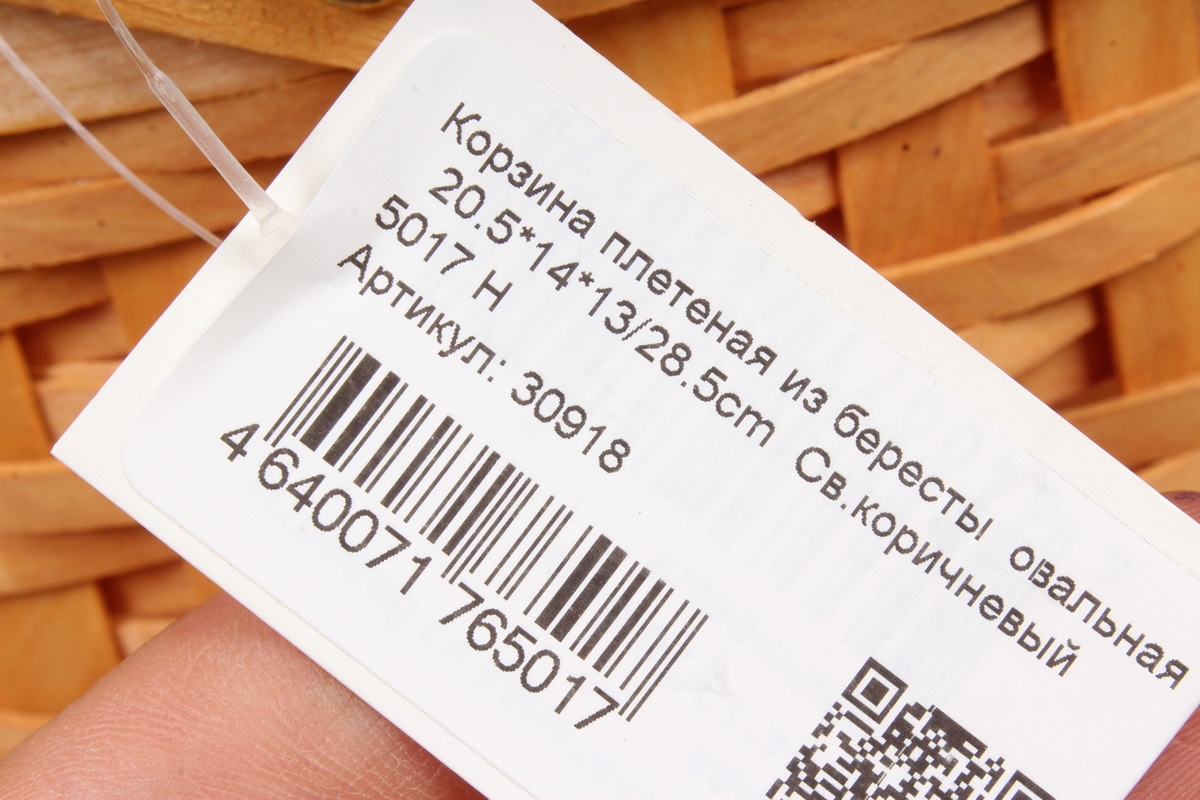 Корзина плетеная из бересты овальная
20.5*14*13/28.5cm Св.коричневый
5017 Н
Артикул: 30918
4 640071 765017